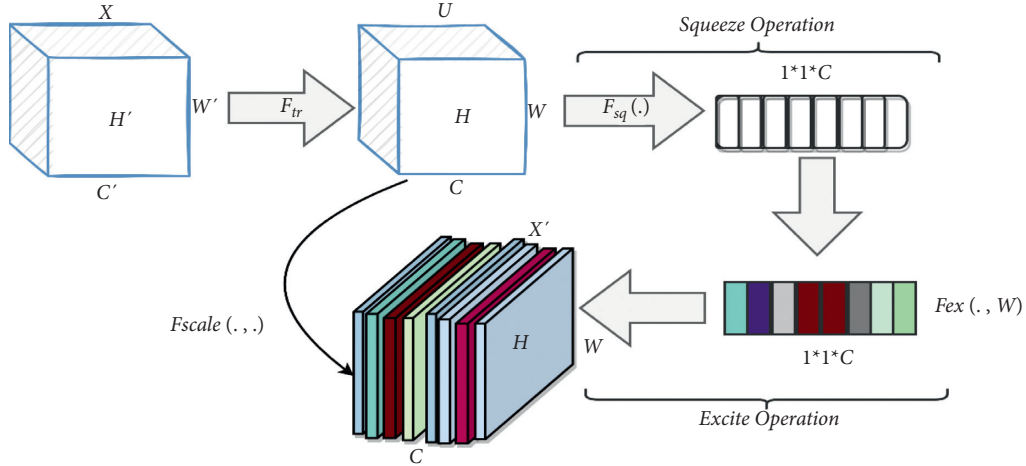 X
U
Squeeze Operation
1*1*C
H′
W′
F_tr
H
W
F_sq (.)
C′
C
X′
Fscale (. , .)
H
W
Fex (. , W)
1*1*C
C
Excite Operation